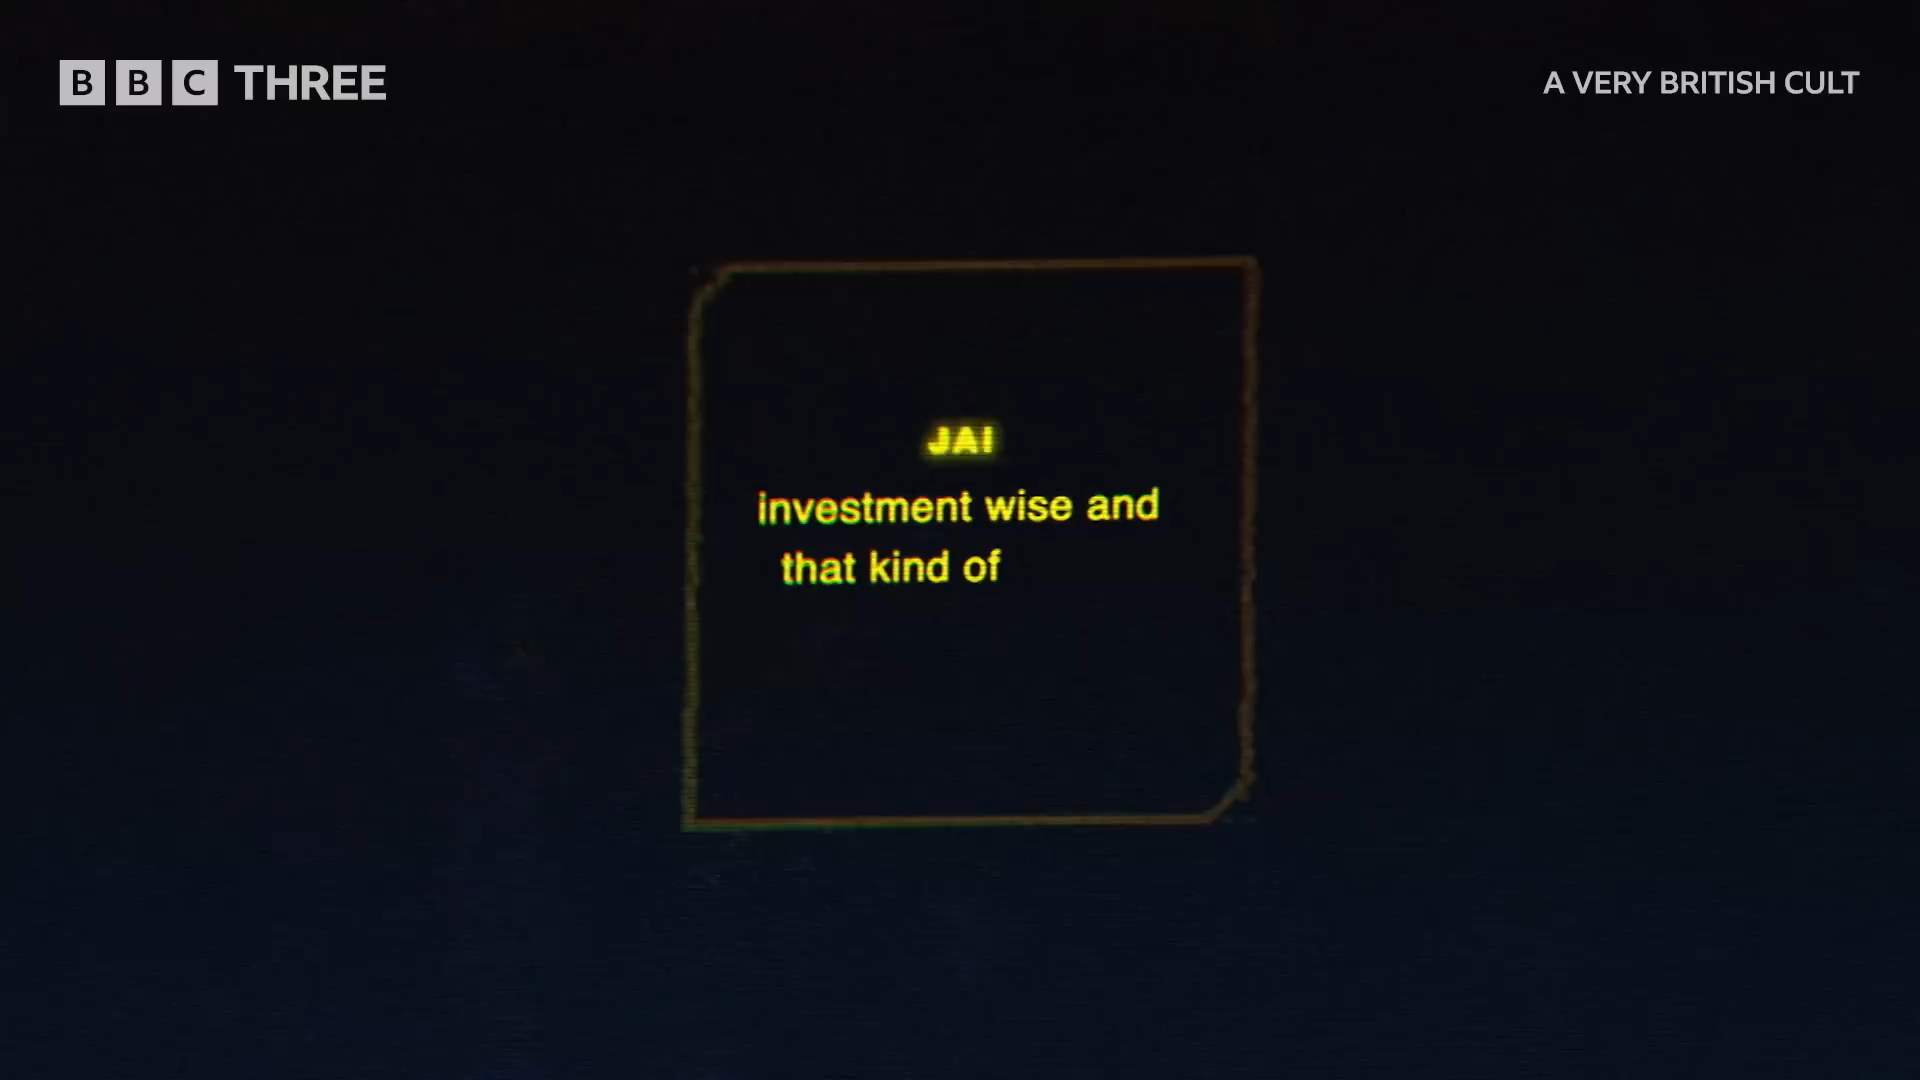 BBC THREE
A VERY BRITISH CULT
JAI
investment wise and
that kind of